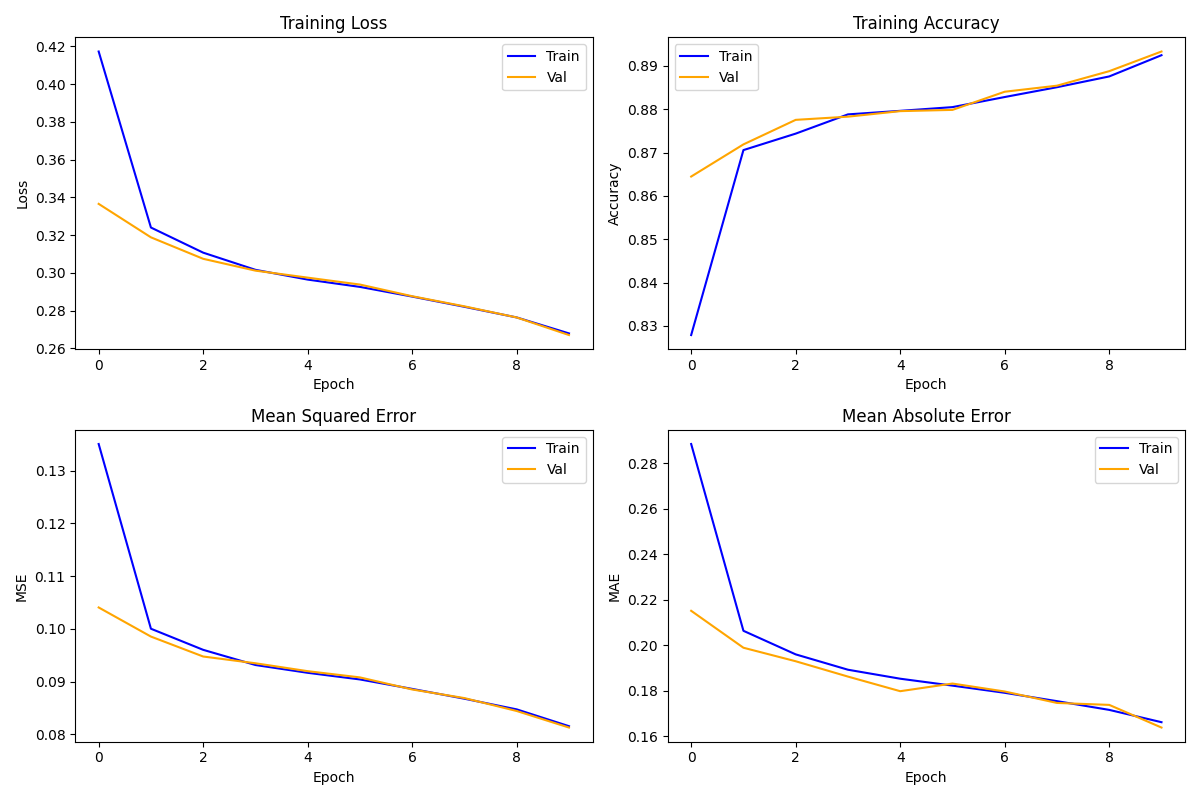 Training Loss
0.42
0.40
0.38
0.36
0.34
0.32
0.30
0.28
0.26
Loss
0 2 4 6 8
Epoch
Train
Val
Training Accuracy
0.89
0.88
0.87
0.86
0.85
0.84
0.83
Accuracy
0 2 4 6 8
Epoch
Train
Val
Mean Squared Error
0.13
0.12
0.11
0.10
0.09
0.08
MSE
0 2 4 6 8
Epoch
Train
Val
Mean Absolute Error
0.28
0.26
0.24
0.22
0.20
0.18
0.16
MAE
0 2 4 6 8
Epoch
Train
Val